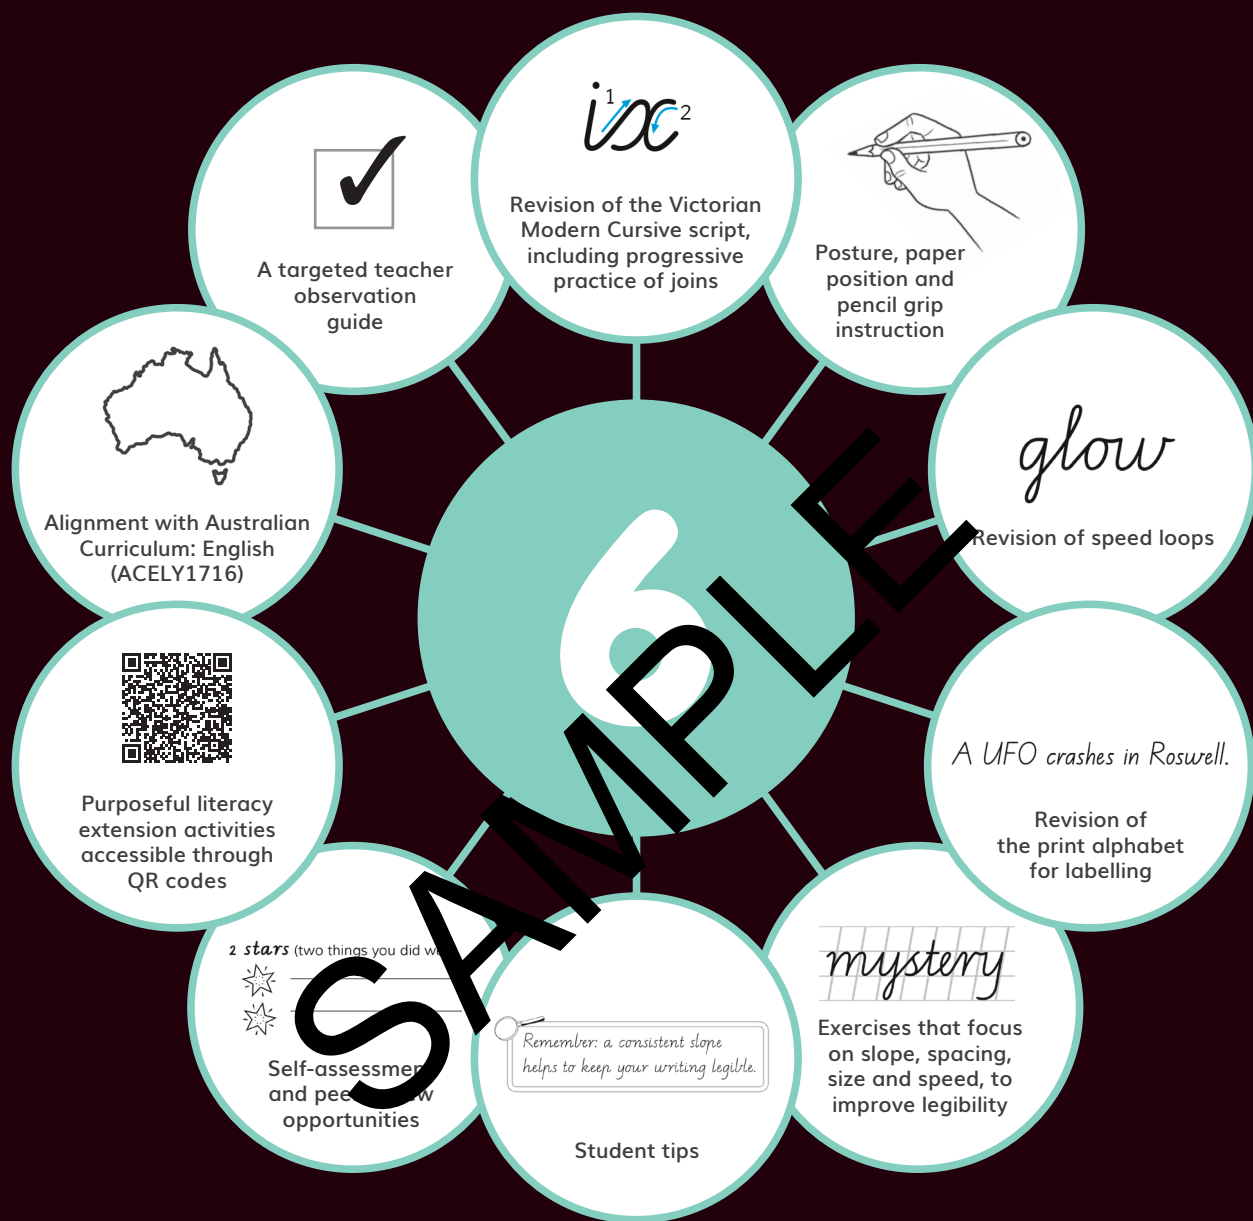 i 1 x 2
Revision of the Victorian
Modern Cursive script,
including progressive
practice of joins
Posture, paper
position and
pencil grip
instruction
glow
Revision of speed loops
A UFO crashes in Roswell.
Revision of
the print alphabet
for labelling
mystery
Exercises that focus
on slope, spacing,
size and speed, to
improve legibility
Remember: a consistent slope
helps to keep your writing legible.
Student tips
2 stars (two things you did
Self-assessment
and
opportunities
Purposeful literacy
extension activities
accessible through
QR codes
Alignment with Australian
Curriculum: English
(ACELY1716)
A targeted teacher
observation
guide
6
SAMPLE